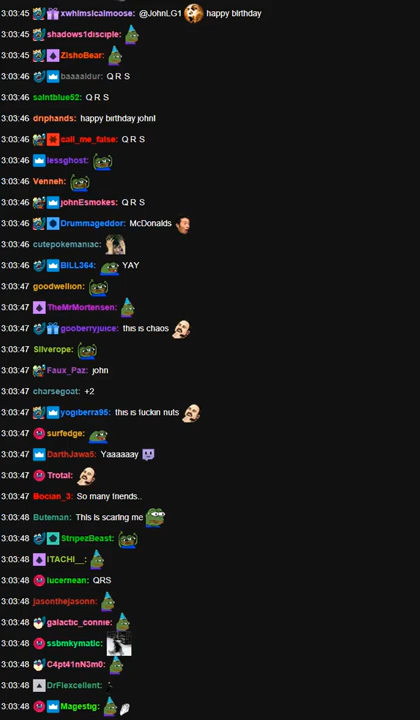 3:03:45 xwhimsicalmoose: @JohnLG1 happy birthday
3:03:45 shadows1disciple:
3:03:45 ZishoBear:
3:03:46 baaaldur: Q R S
3:03:46 saintblue52: Q R S
3:03:46 driphands: happy birthday johnl
3:03:46 call_me_false: Q R S
3:03:46 lessghost:
3:03:46 Venneh:
3:03:46 johnEsmokes: Q R S
3:03:46 Drummageddor: McDonalds
3:03:46 cutepokemaniac:
3:03:46 BILL364: YAY
3:03:47 goodwellion:
3:03:47 TheMrMortensen:
3:03:47 gooberryjuice: this is chaos
3:03:47 Silverope:
3:03:47 Faux_Paz: john
3:03:47 charsegoat: +2
3:03:47 yogiberra95: this is fuckin nuts
3:03:47 surfedge:
3:03:47 DarthJawa5: Yaaaaaay
3:03:47 Trotal:
3:03:47 Bocian_3: So many friends..
3:03:48 Buteman: This is scaring me
3:03:48 StripezBeast:
3:03:48 ITACHI__:
3:03:48 lucernean: QRS
3:03:48 jasonthejasonn:
3:03:48 galactic_connie:
3:03:48 ssbmkymatic:
3:03:48 C4pt41nN3m0:
3:03:48 DrFlexcellent:
3:03:48 Magestig: